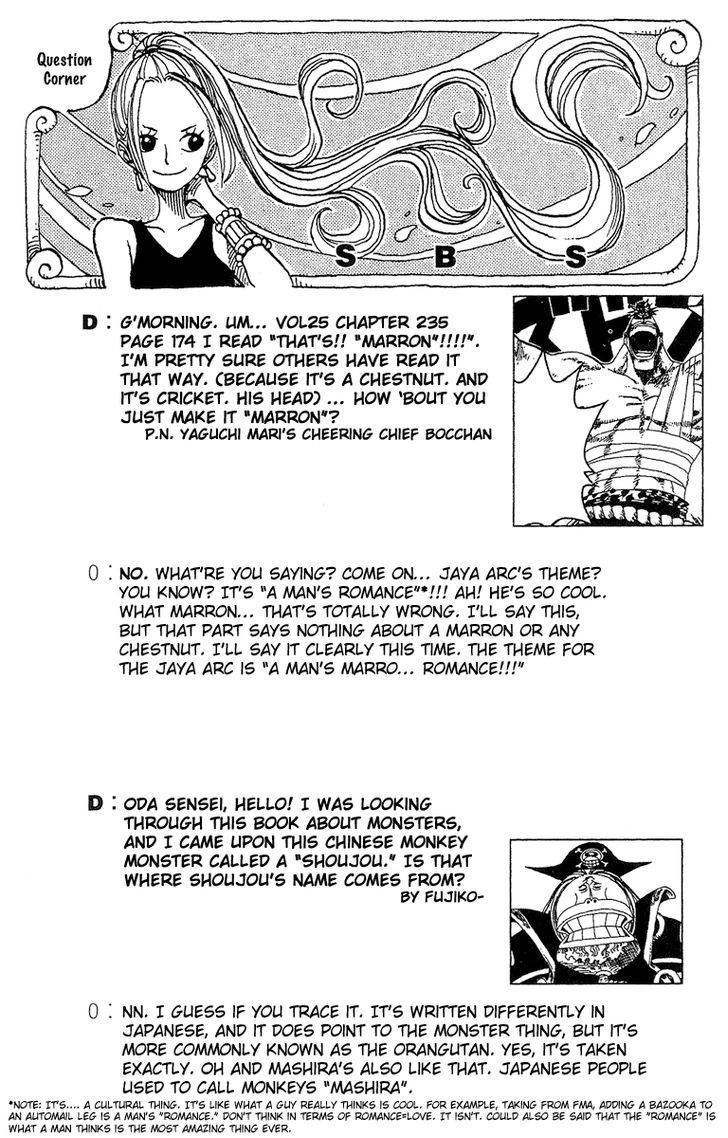 Question
Corner
S B S
D : G'MORNING. UM... VOL25 CHAPTER 235
PAGE 174 I READ "THAT'S!! "MARRON"!!!!".
I'M PRETTY SURE OTHERS HAVE READ IT
THAT WAY. (BECAUSE IT'S A CHESTNUT. AND
IT'S CRICKET. HIS HEAD) ... HOW 'BOUT YOU
JUST MAKE IT "MARRON"?
P.N. YAGUCHI MARI'S CHEERING CHIEF BOCCHAN
O : NO. WHAT'RE YOU SAYING? COME ON... JAYA ARC'S THEME?
YOU KNOW? IT'S "A MAN'S ROMANCE"*!!! AH! HE'S SO COOL.
WHAT MARRON... THAT'S TOTALLY WRONG. I'LL SAY THIS,
BUT THAT PART SAYS NOTHING ABOUT A MARRON OR ANY
CHESTNUT. I'LL SAY IT CLEARLY THIS TIME. THE THEME FOR
THE JAYA ARC IS "A MAN'S MARRO... ROMANCE!!!"
D : ODA SENSEI, HELLO! I WAS LOOKING
THROUGH THIS BOOK ABOUT MONSTERS,
AND I CAME UPON THIS CHINESE MONKEY
MONSTER CALLED A "SHOUJOU." IS THAT
WHERE SHOUJOU'S NAME COMES FROM?
BY FUJIKO-
O : NN. I GUESS IF YOU TRACE IT. IT'S WRITTEN DIFFERENTLY IN
JAPANESE, AND IT DOES POINT TO THE MONSTER THING, BUT IT'S
MORE COMMONLY KNOWN AS THE ORANGUTAN. YES, IT'S TAKEN
EXACTLY. OH AND MASHIRA'S ALSO LIKE THAT. JAPANESE PEOPLE
USED TO CALL MONKEYS "MASHIRA".
*NOTE: IT'S.... A CULTURAL THING. IT'S LIKE WHAT A GUY REALLY THINKS IS COOL. FOR EXAMPLE, TAKING FROM FMA, ADDING A BAZOOKA TO
AN AUTOMAIL LEG IS A MAN'S "ROMANCE." DON'T THINK IN TERMS OF ROMANCE=LOVE. IT ISN'T. COULD ALSO BE SAID THAT THE "ROMANCE" IS
WHAT A MAN THINKS IS THE MOST AMAZING THING EVER.